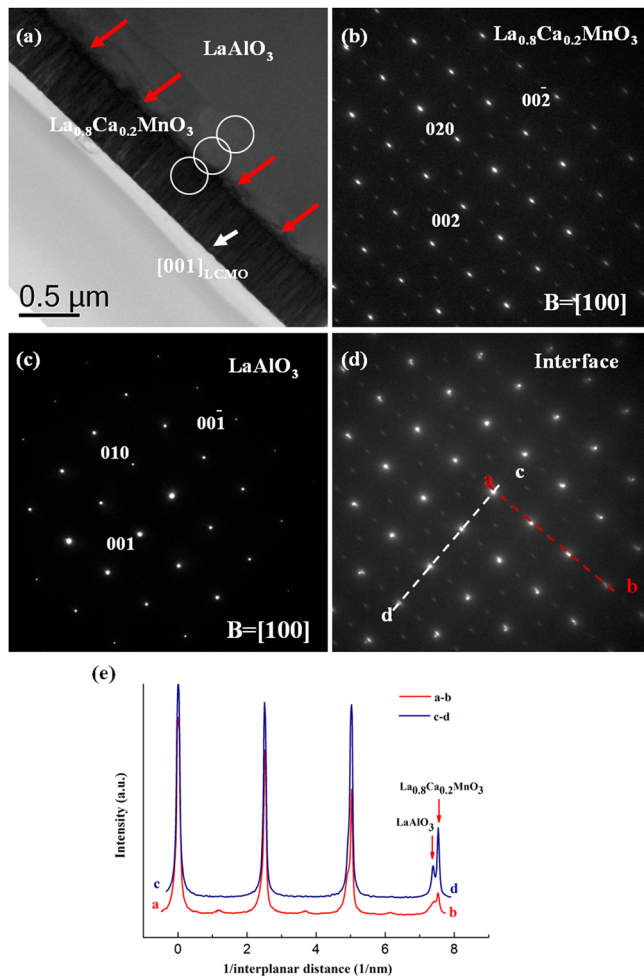 (a)
LaAlO₃
La₀.₈Ca₀.₂MnO₃
[001]LCMO
0.5 µm
(b)
La₀.₈Ca₀.₂MnO₃
002̄
020
002
B=[100]
(c)
LaAlO₃
001̄
010
001
B=[100]
(d)
Interface
c
a
b
d
(e)
a-b
c-d
La₀.₈Ca₀.₂MnO₃
LaAlO₃
c
d
a
b
Intensity (a.u.)
0 2 4 6 8
1/interplanar distance (1/nm)